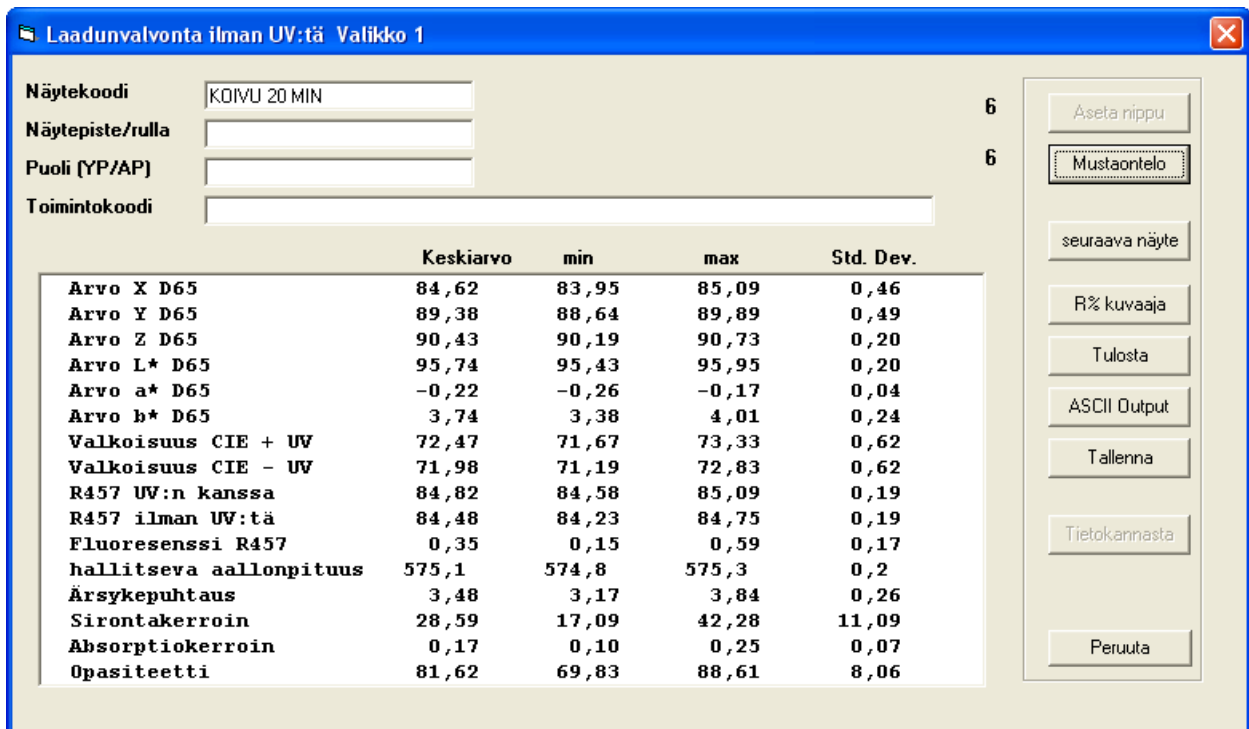 Laadunvalvonta ilman UV:tä Valikko 1
Näytekoodi KOIVU 20 MIN
Näytepiste/rulla
Puoli (YP/AP)
Toimintokoodi
6
6
Aseta nippu
Mustaontelo
seuraava näyte
R% kuvaaja
Tulosta
ASCII Output
Tallenna
Tietokannasta
Peruuta
Keskiarvo min max Std. Dev.
Arvo X D65 84,62 83,95 85,09 0,46
Arvo Y D65 89,38 88,64 89,89 0,49
Arvo Z D65 90,43 90,19 90,73 0,20
Arvo L* D65 95,74 95,43 95,95 0,20
Arvo a* D65 -0,22 -0,26 -0,17 0,04
Arvo b* D65 3,74 3,38 4,01 0,24
Valkoisuus CIE + UV 72,47 71,67 73,33 0,62
Valkoisuus CIE - UV 71,98 71,19 72,83 0,62
R457 UV:n kanssa 84,82 84,58 85,09 0,19
R457 ilman UV:tä 84,48 84,23 84,75 0,19
Fluoresenssi R457 0,35 0,15 0,59 0,17
hallitseva aallonpituus 575,1 574,8 575,3 0,2
Ärsykepuhtaus 3,48 3,17 3,84 0,26
Sirontakerroin 28,59 17,09 42,28 11,09
Absorptiokerroin 0,17 0,10 0,25 0,07
Opasiteetti 81,62 69,83 88,61 8,06